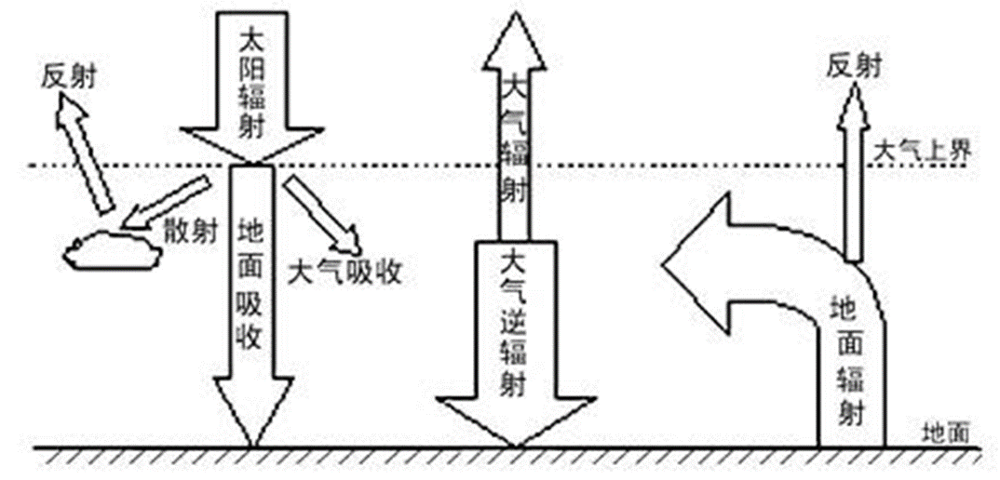 太阳辐射
反射
散射
地面吸收
大气吸收
大气辐射
大气逆辐射
反射
大气上界
地面辐射
地面